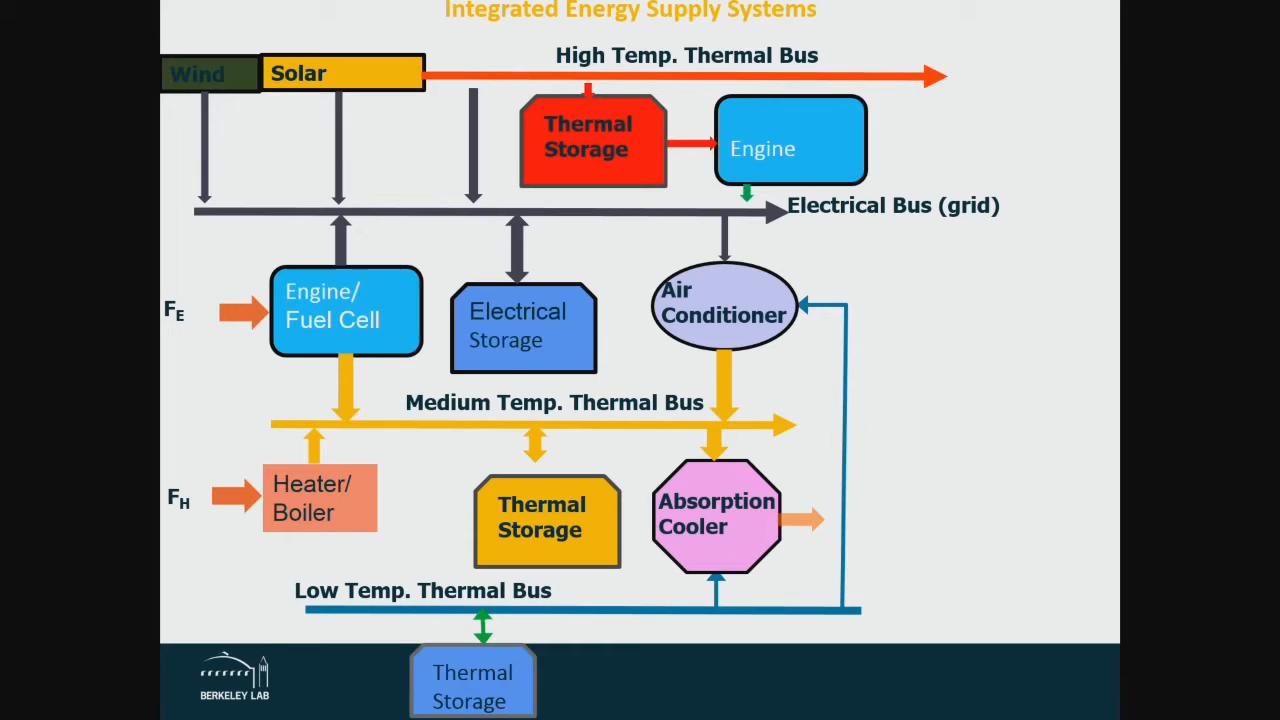 Integrated Energy Supply Systems
High Temp. Thermal Bus
Wind
Solar
Thermal
Storage
Engine
Electrical Bus (grid)
F_E
Engine/
Fuel Cell
Electrical
Storage
Air
Conditioner
Medium Temp. Thermal Bus
F_H
Heater/
Boiler
Thermal
Storage
Absorption
Cooler
Low Temp. Thermal Bus
BERKELEY LAB
Thermal
Storage